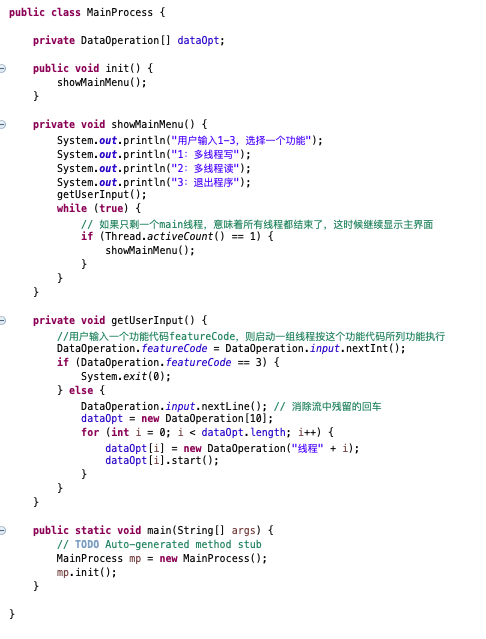 public class MainProcess {
private DataOperation[] dataOpt;
public void init() {
showMainMenu();
}
private void showMainMenu() {
System.out.println("用户输入1-3，选择一个功能");
System.out.println("1：多线程写");
System.out.println("2：多线程读");
System.out.println("3：退出程序");
getUserInput();
while (true) {
// 如果只剩一个main线程，意味着所有线程都结束了，这时候继续显示主界面
if (Thread.activeCount() == 1) {
showMainMenu();
}
}
}
private void getUserInput() {
//用户输入一个功能代码featureCode，则启动一组线程按这个功能代码所列功能执行
DataOperation.featureCode = DataOperation.input.nextInt();
if (DataOperation.featureCode == 3) {
System.exit(0);
} else {
DataOperation.input.nextLine(); // 消除流中残留的回车
dataOpt = new DataOperation[10];
for (int i = 0; i < dataOpt.length; i++) {
dataOpt[i] = new DataOperation("线程" + i);
dataOpt[i].start();
}
}
}
public static void main(String[] args) {
// TODO Auto-generated method stub
MainProcess mp = new MainProcess();
mp.init();
}
}